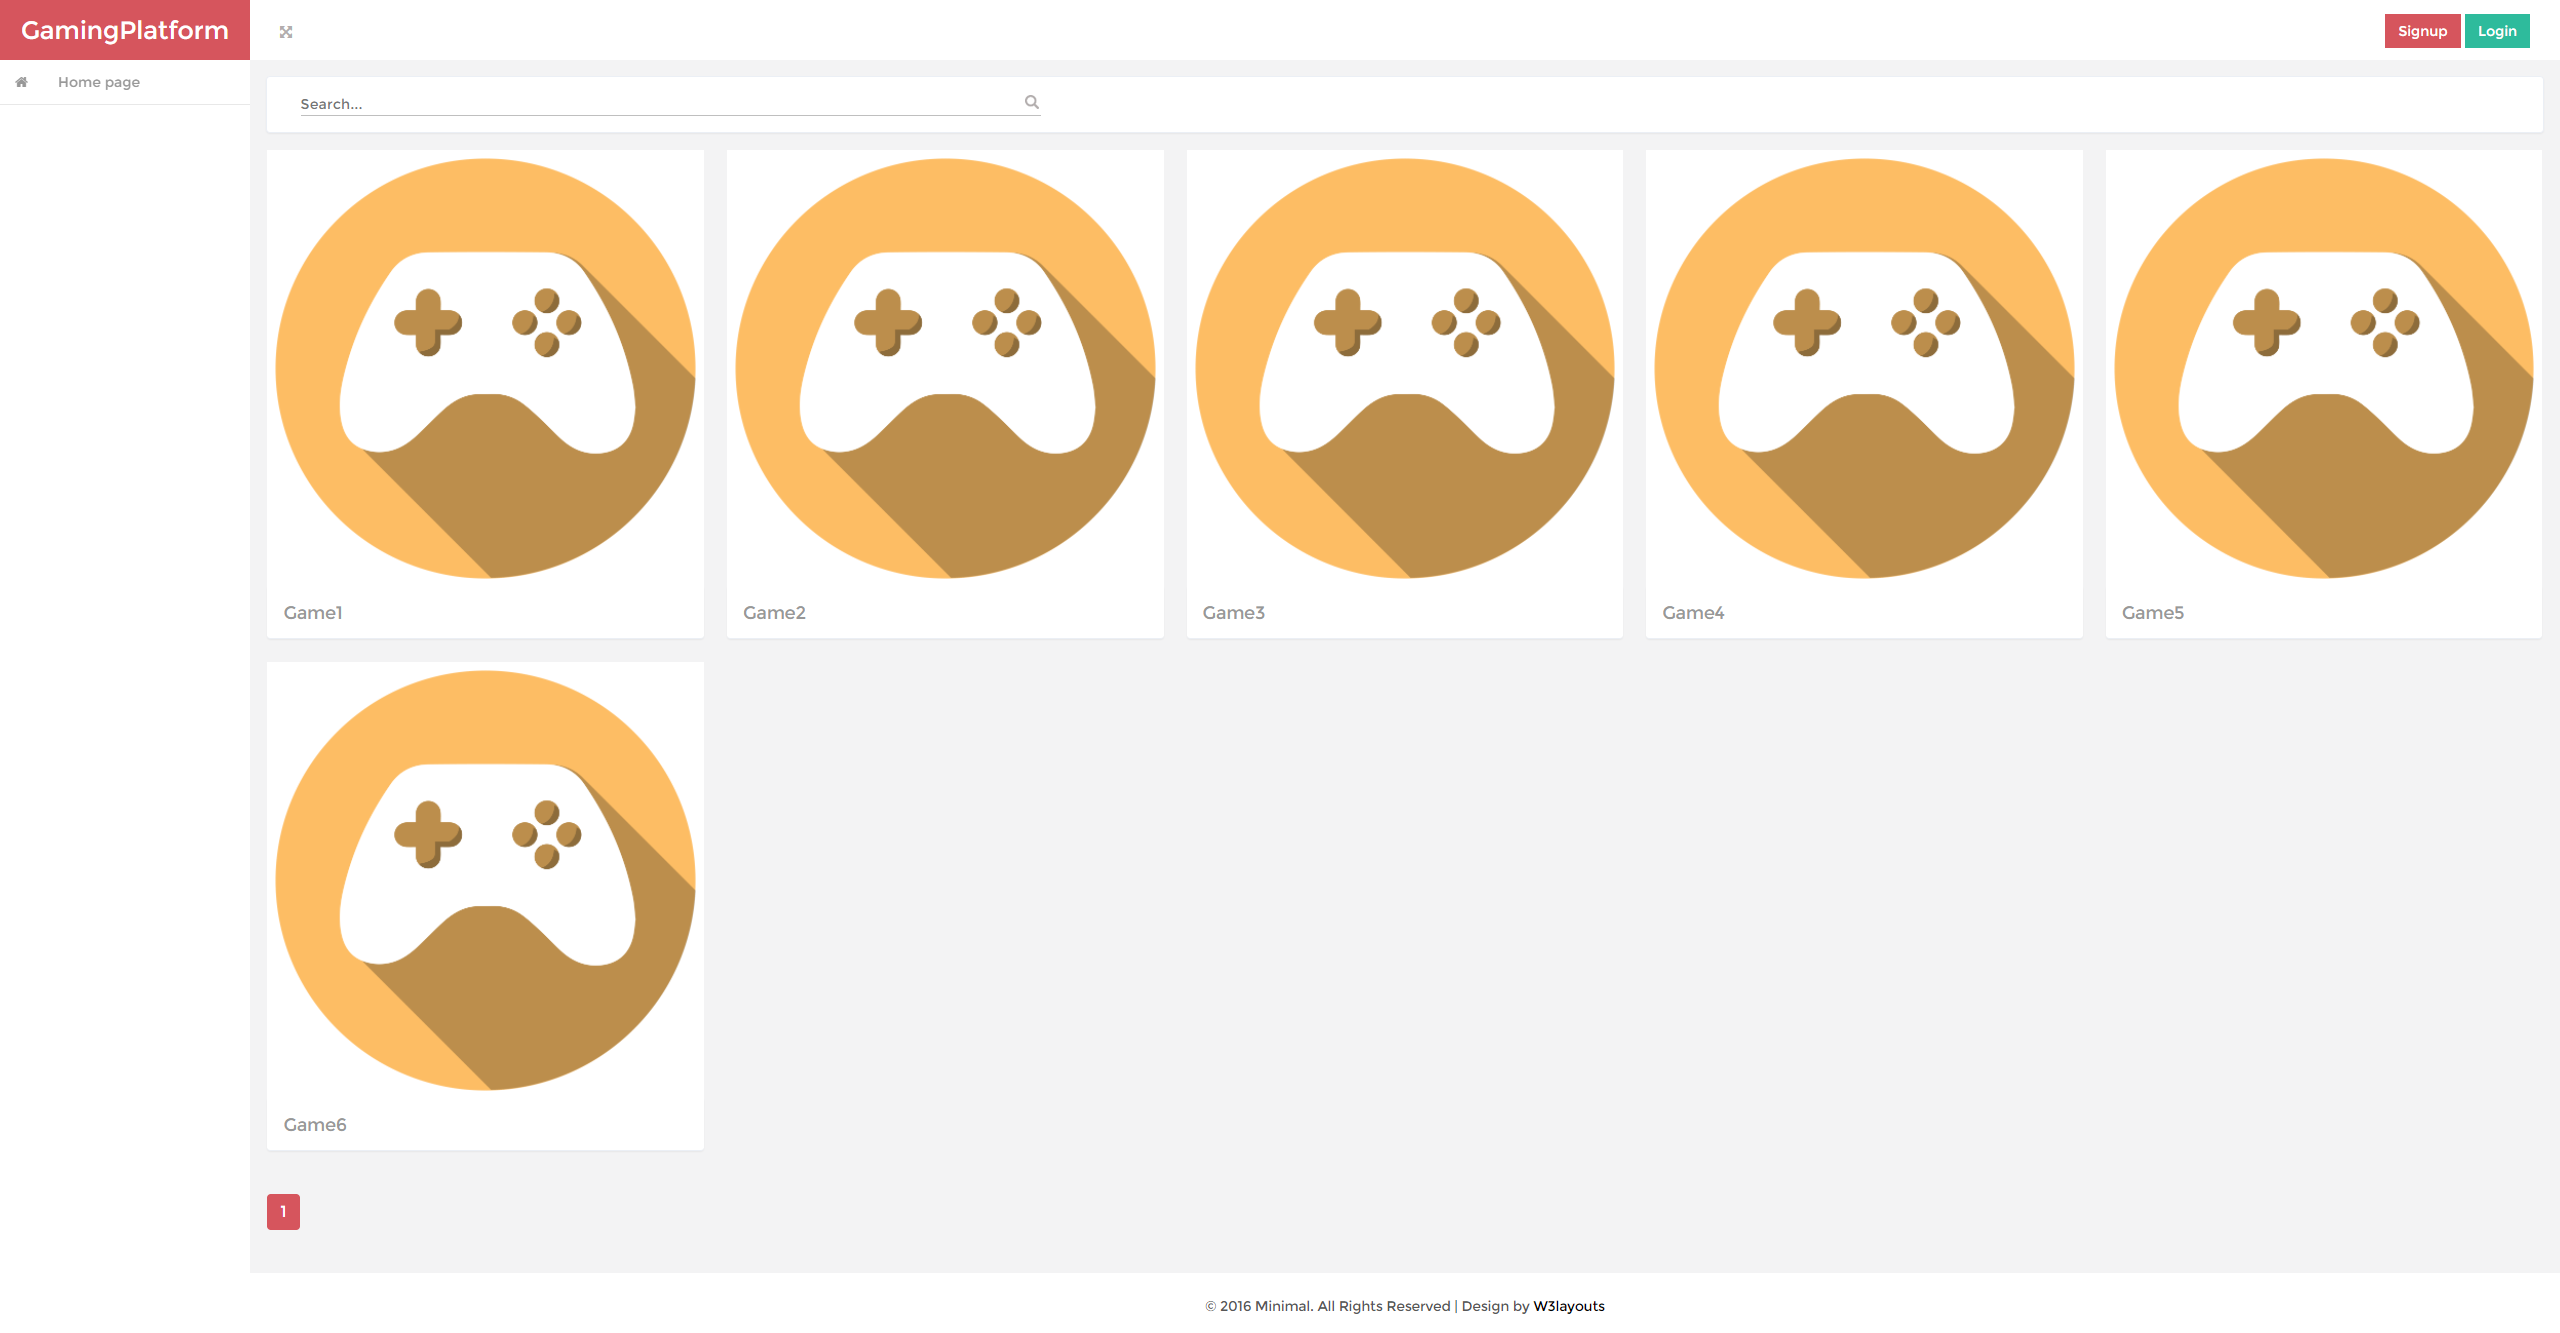 GamingPlatform
Signup
Login
Home page
Search...
Game1
Game2
Game3
Game4
Game5
Game6
1
© 2016 Minimal. All Rights Reserved | Design by W3layouts